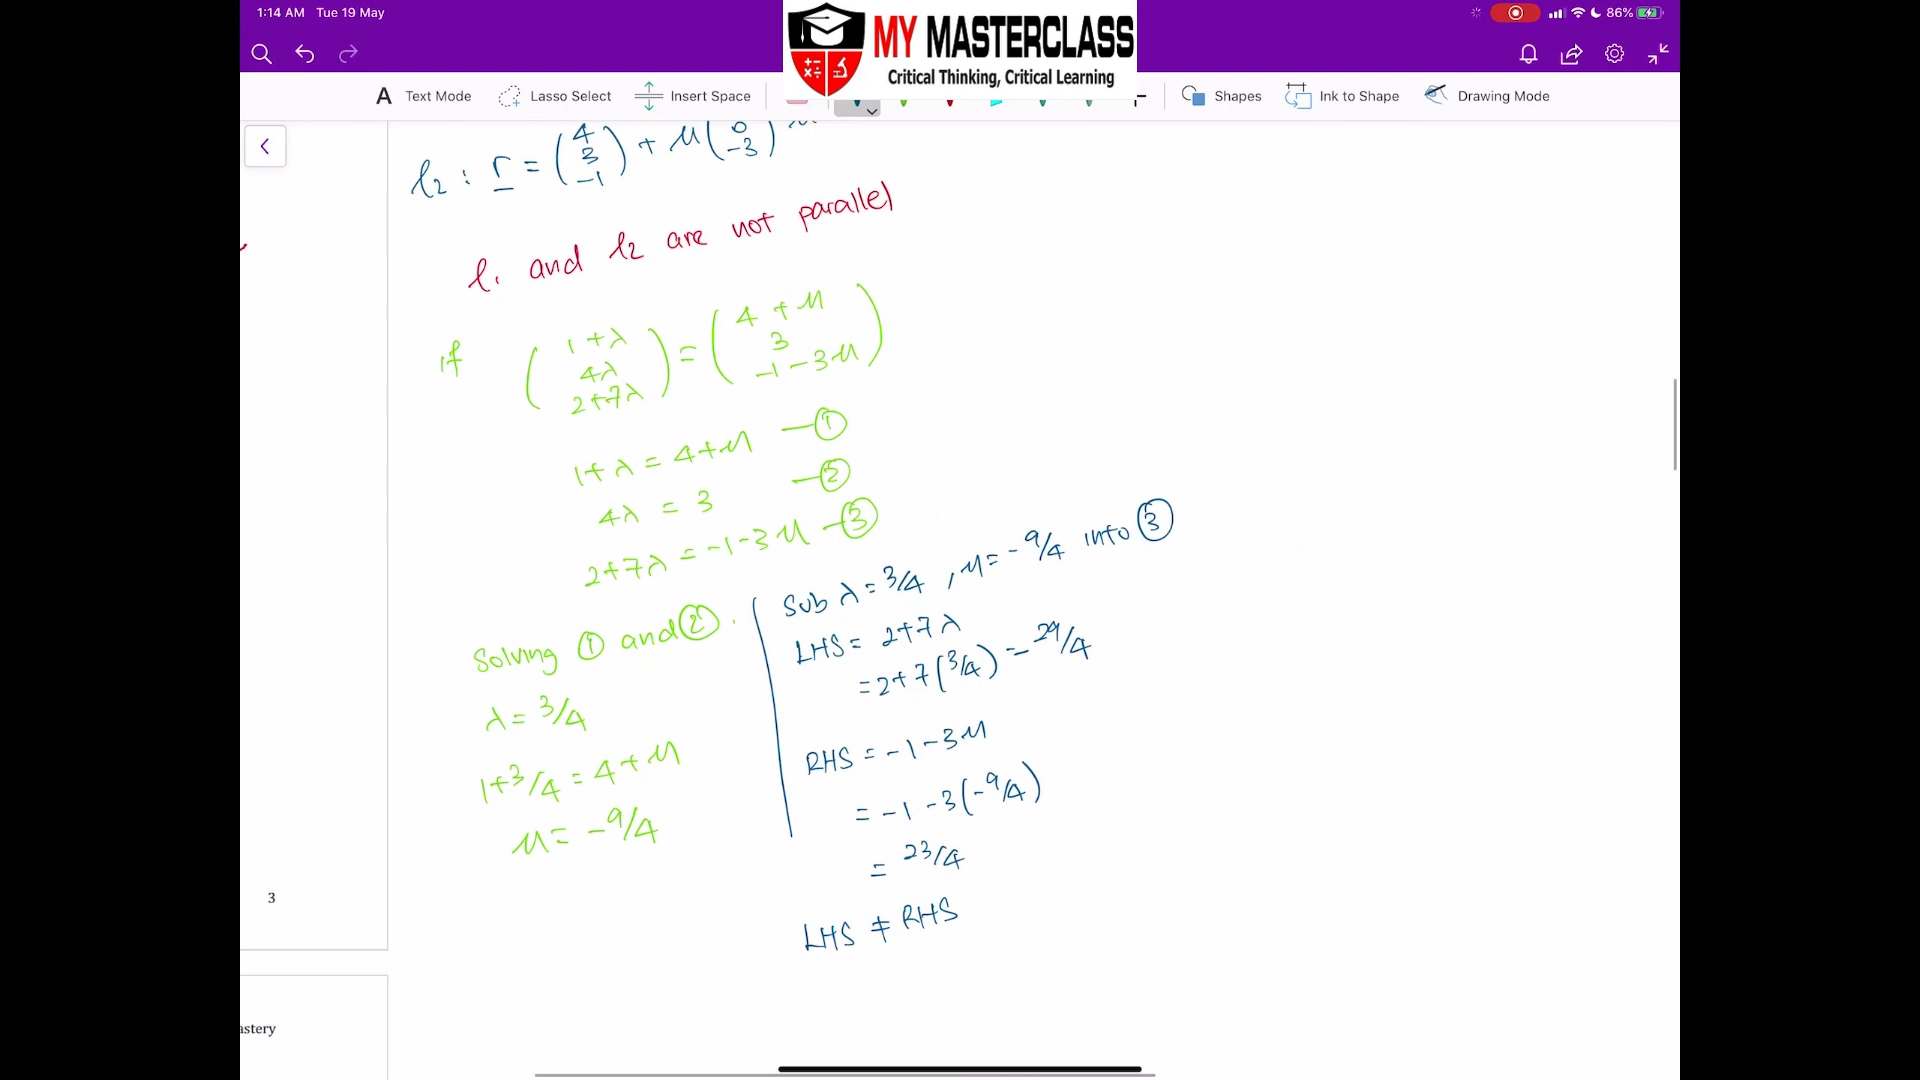 1:14 AM Tue 19 May
86%
MY MASTERCLASS
Critical Thinking, Critical Learning
A Text Mode Lasso Select Insert Space Shapes Ink to Shape Drawing Mode
l₂ : r = (4 3 -1) + μ(0 -3)
l₁ and l₂ are not parallel
if (1+λ 4λ 2+7λ) = (4+μ 3 -1-3μ)
1+λ = 4+μ —①
4λ = 3 —②
2+7λ = -1-3μ —③
Solving ① and ②.
λ = 3/4
1+3/4 = 4+μ
μ = -9/4
Sub λ = 3/4, μ = -9/4 into ③
LHS = 2+7λ
= 2+7(3/4) = 29/4
RHS = -1-3μ
= -1-3(-9/4)
= 23/4
LHS ≠ RHS
3
astery